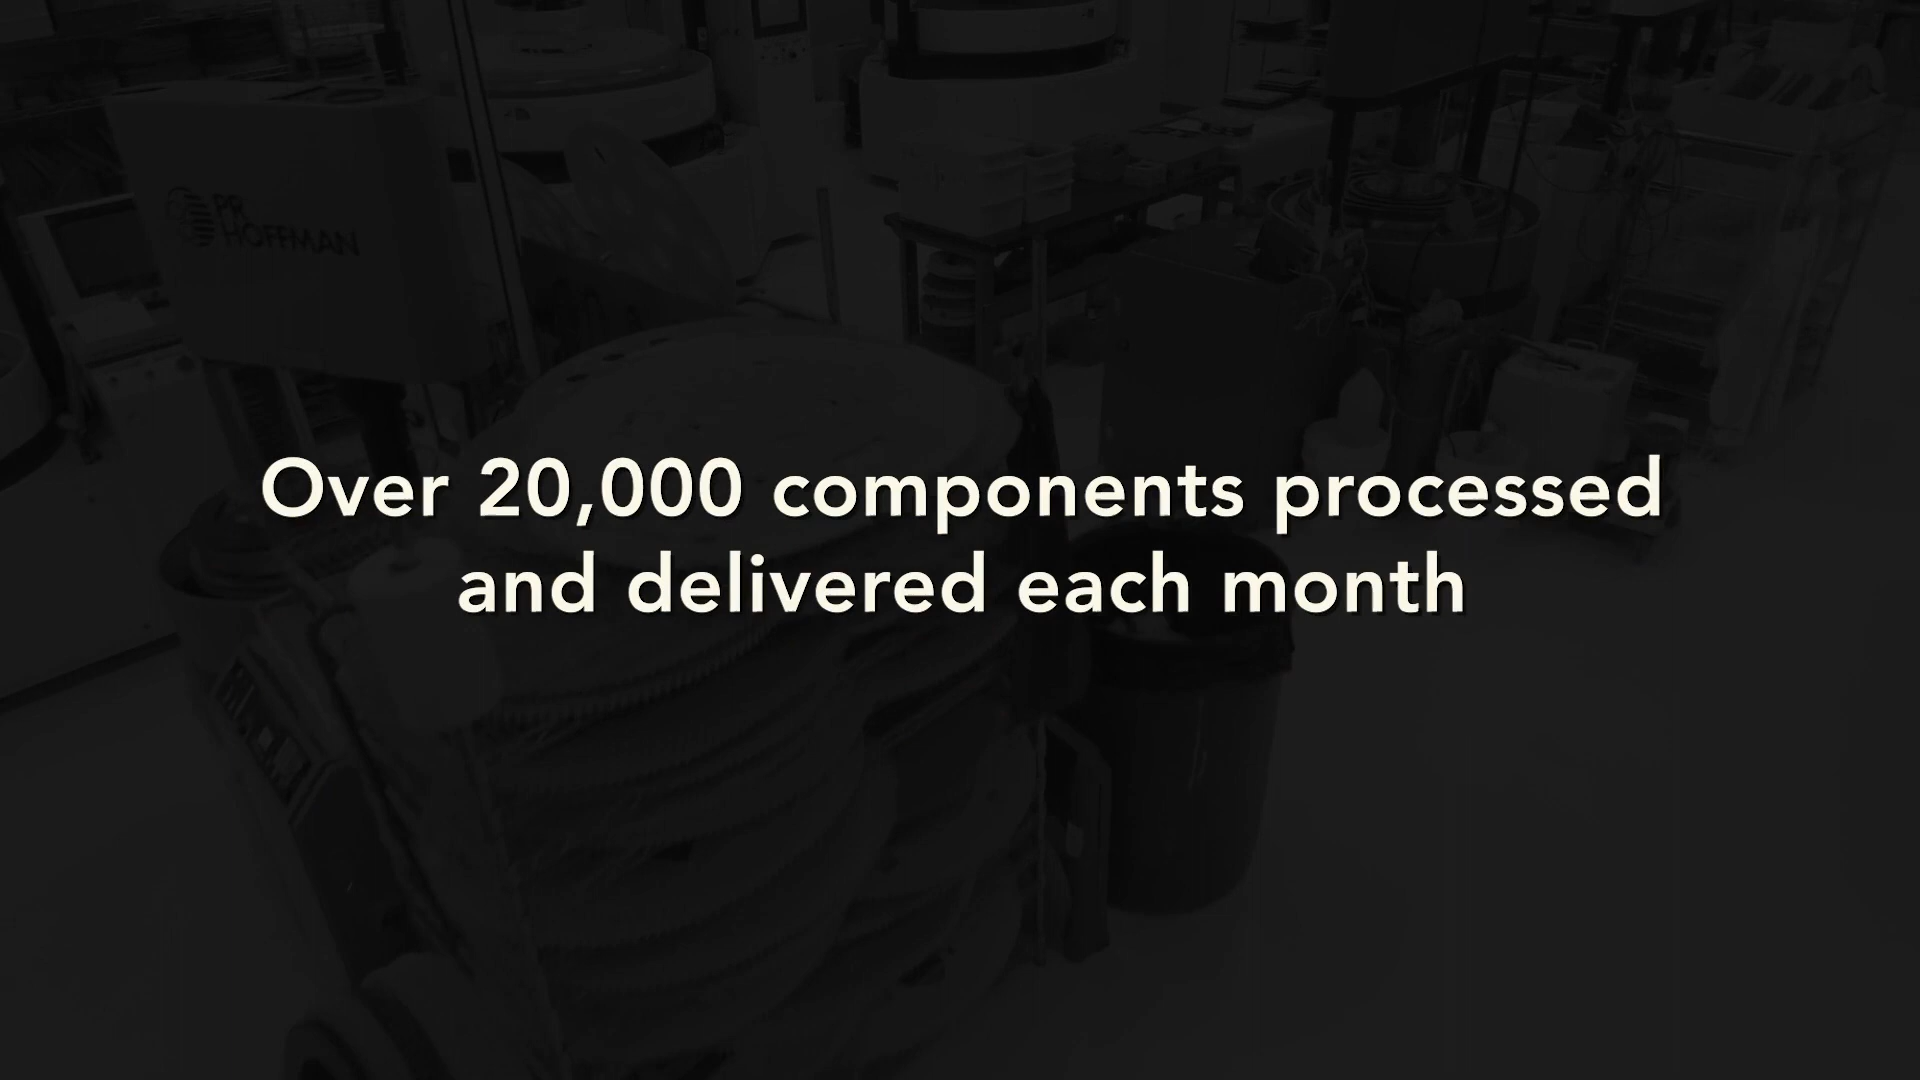 PR
HOFFMAN
Over 20,000 components processed
and delivered each month